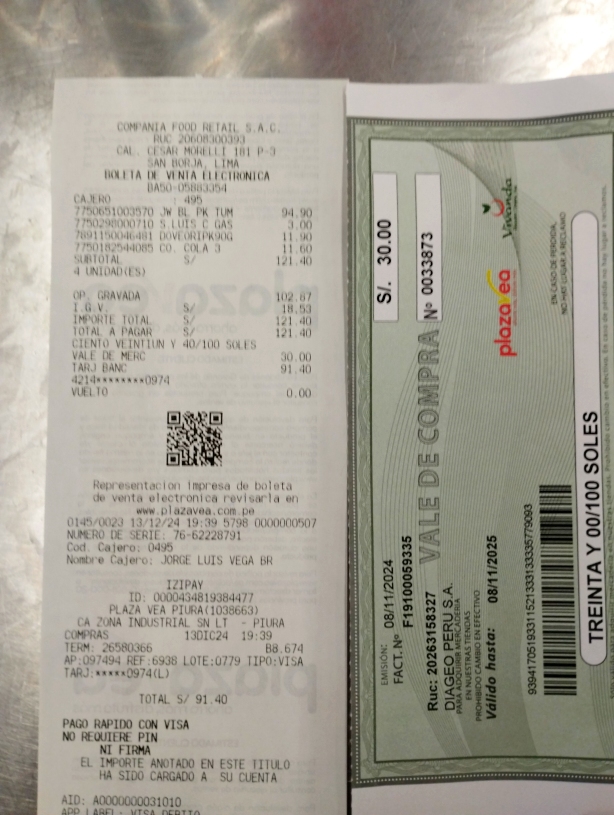 COMPANIA FOOD RETAIL S.A.C.
RUC 20608300393
CAL. CESAR MORELLI 181 P-3
SAN BORJA, LIMA
BOLETA DE VENTA ELECTRONICA
BA50-05883354
CAJERO : 495
7750651003570 JW BL PK TUM 94.90
7750298000710 S.LUIS C GAS 3.00
7891150046481 DOVEORIPK90G 11.90
7750182544085 CO. COLA 3 11.60
SUBTOTAL S/ 121.40
4 UNIDAD(ES)
OP. GRAVADA 102.87
I.G.V. S/ 18.53
IMPORTE TOTAL S/ 121.40
TOTAL A PAGAR S/ 121.40
CIENTO VEINTIUN Y 40/100 SOLES
VALE DE MERC 30.00
TARJ BANC 91.40
4214********0974
VUELTO 0.00
Representacion impresa de boleta
de venta electronica revisarla en
www.plazavea.com.pe
0145/0023 13/12/24 19:39 5798 0000000507
NUMERO DE SERIE: 76-62228791
Cod. Cajero: 0495
Nombre Cajero: JORGE LUIS VEGA BR
IZIPAY
ID: 0000434819384477
PLAZA VEA PIURA(1038663)
CA ZONA INDUSTRIAL SN LT - PIURA
COMPRAS 13DIC24 19:39
TERM: 26580366 B8.674
AP:097494 REF:6938 LOTE:0779 TIPO:VISA
TARJ:*****0974(L)
TOTAL S/ 91.40
PAGO RAPIDO CON VISA
NO REQUIERE PIN
NI FIRMA
EL IMPORTE ANOTADO EN ESTE TITULO
HA SIDO CARGADO A SU CUENTA
AID: A0000000031010
APP LABEL: VISA DEBITO
S/. 30.00
VALE DE COMPRA Nº 0033873
plazavea
Vivanda
EMISIÓN: 08/11/2024
FACT. Nº F19100059335
Ruc: 20263158327
DIAGEO PERU S.A.
PARA ADQUIRIR MERCADERIA
EN NUESTRAS TIENDAS
PROHIBIDO CAMBIO EN EFECTIVO
Válido hasta: 08/11/2025
EN CASO DE PERDIDA,
NO HAY LUGAR A RECLAMO
TREINTA Y 00/100 SOLES